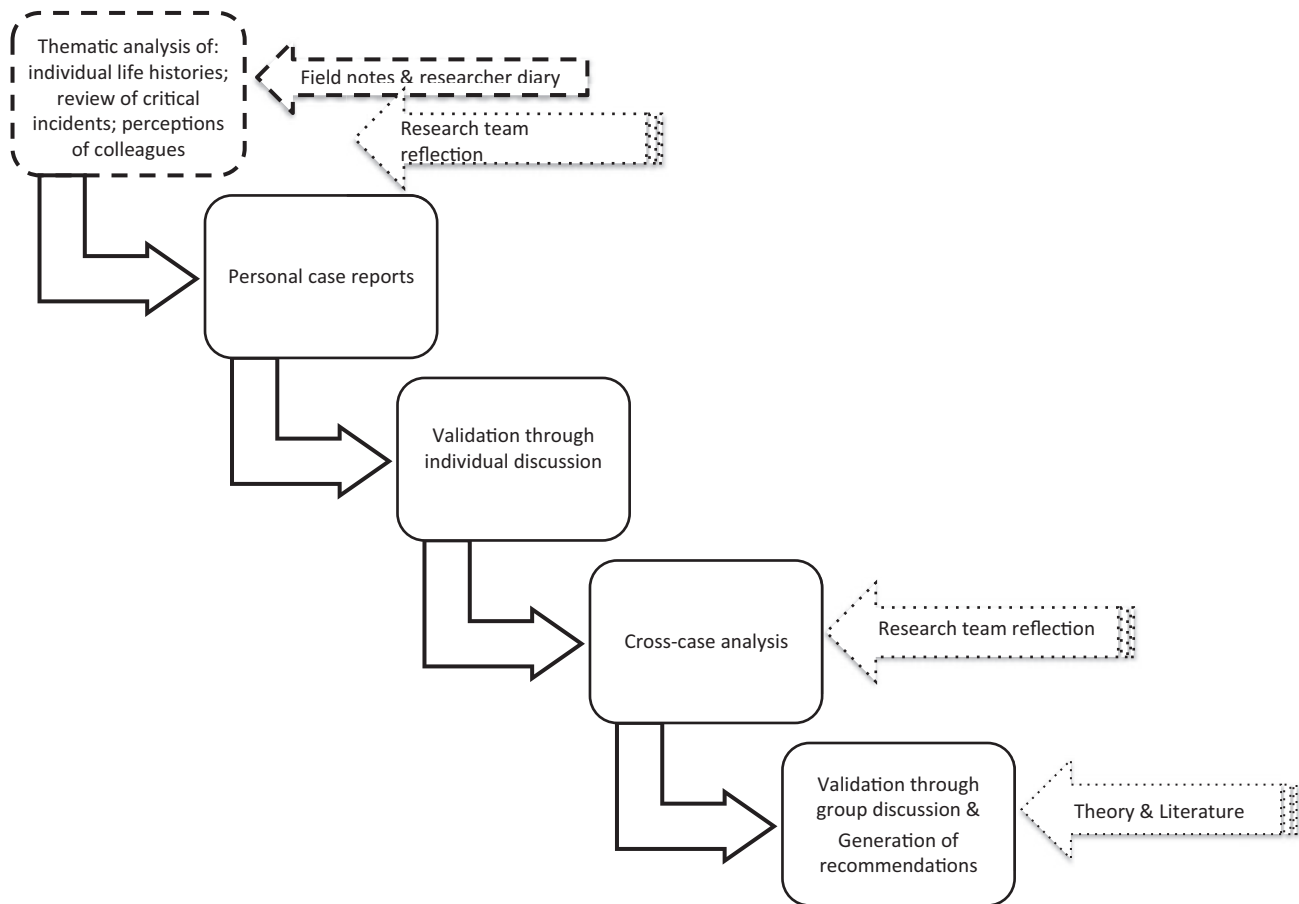 Thematic analysis of:
individual life histories;
review of critical
incidents; perceptions
of colleagues
Field notes & researcher diary
Research team
reflection
Personal case reports
Validation through
individual discussion
Cross-case analysis
Research team reflection
Validation through
group discussion &
Generation of
recommendations
Theory & Literature